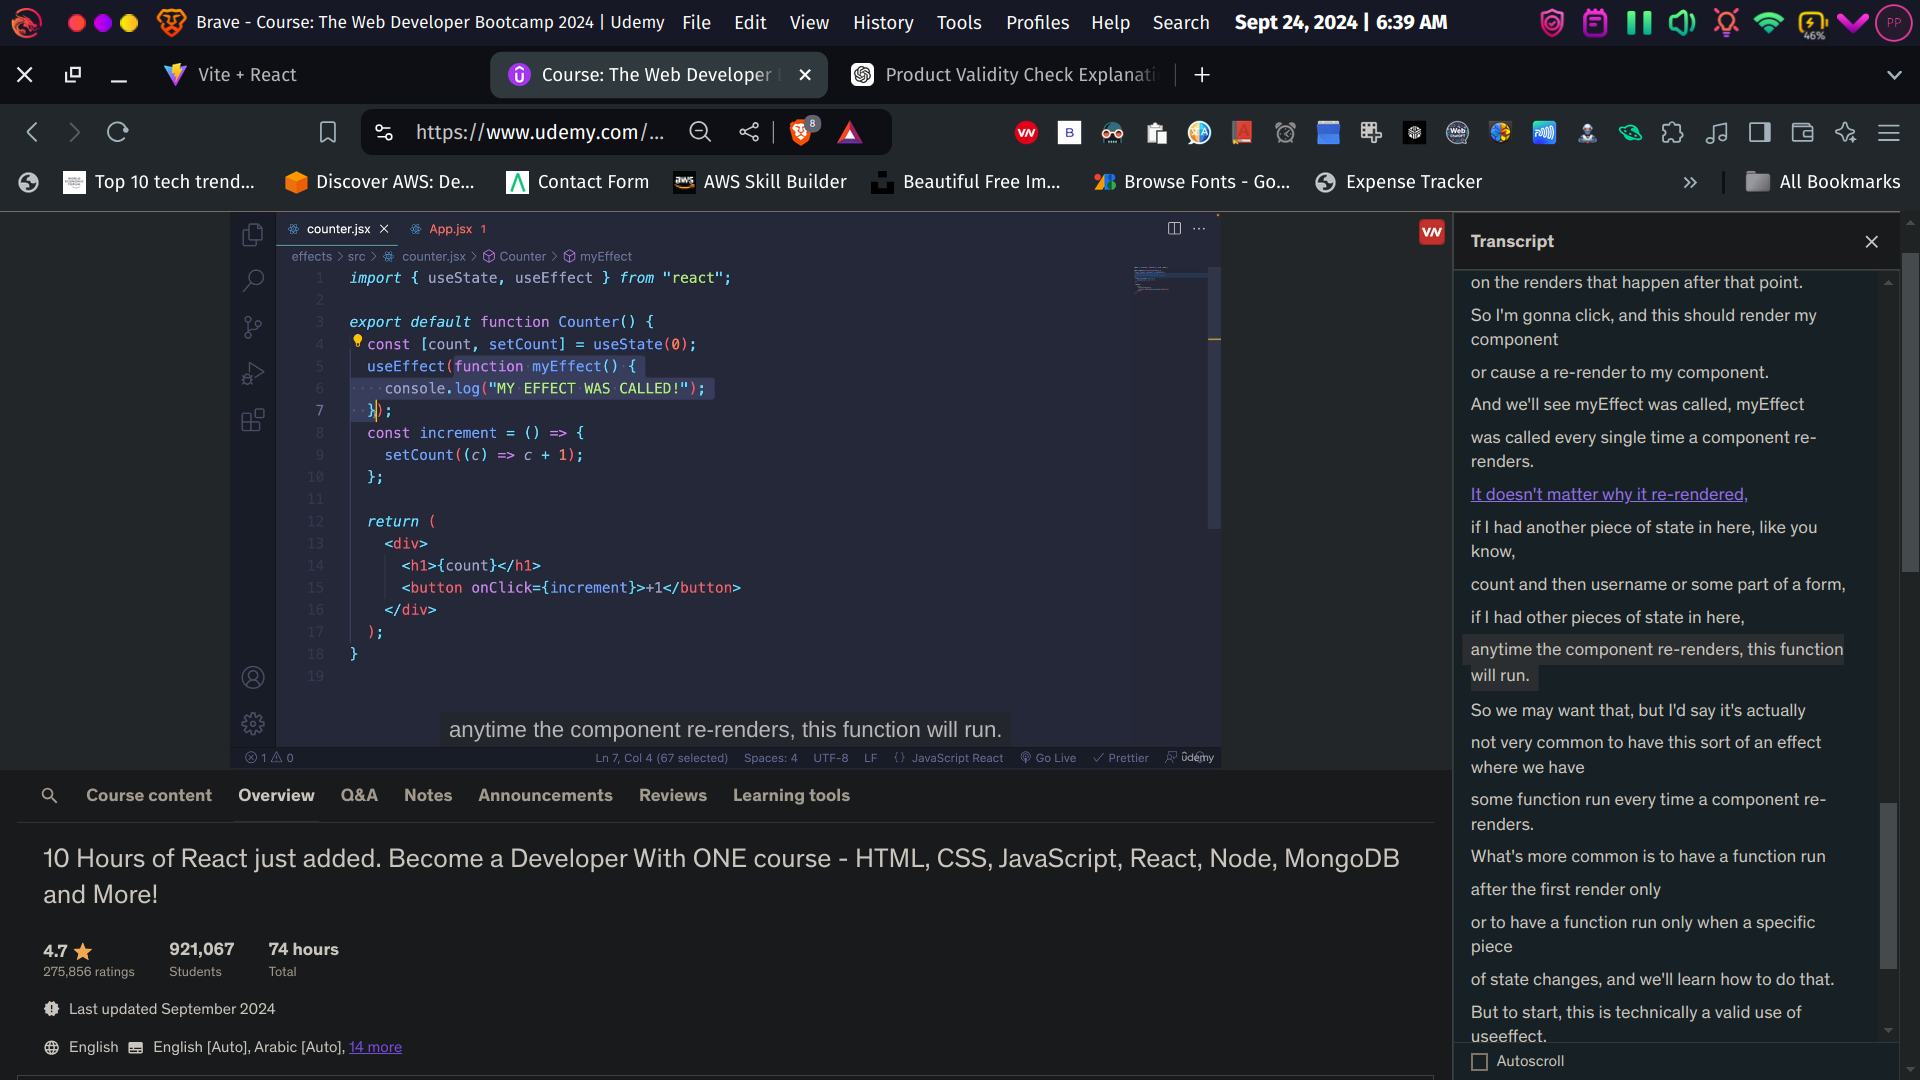 Brave - Course: The Web Developer Bootcamp 2024 | Udemy File Edit View History Tools Profiles Help Search Sept 24, 2024 | 6:39 AM 46% PP
Vite + React
Course: The Web Developer
Product Validity Check Explanati
https://www.udemy.com/... 8
Top 10 tech trend... Discover AWS: De... Contact Form AWS Skill Builder Beautiful Free Im... Browse Fonts - Go... Expense Tracker » All Bookmarks
counter.jsx App.jsx 1
effects > src > counter.jsx > Counter > myEffect
1 import { useState, useEffect } from "react";
2
3 export default function Counter() {
4 const [count, setCount] = useState(0);
5 useEffect(function myEffect() {
6 console.log("MY EFFECT WAS CALLED!");
7 });
8 const increment = () => {
9 setCount((c) => c + 1);
10 };
11
12 return (
13 <div>
14 <h1>{count}</h1>
15 <button onClick={increment}>+1</button>
16 </div>
17 );
18 }
19
anytime the component re-renders, this function will run.
1 0 Ln 7, Col 4 (67 selected) Spaces: 4 UTF-8 LF {} JavaScript React Go Live Prettier udemy
Course content Overview Q&A Notes Announcements Reviews Learning tools
10 Hours of React just added. Become a Developer With ONE course - HTML, CSS, JavaScript, React, Node, MongoDB
and More!
4.7 921,067 74 hours
275,856 ratings Students Total
Last updated September 2024
English English [Auto], Arabic [Auto], 14 more
Transcript
on the renders that happen after that point.
So I'm gonna click, and this should render my
component
or cause a re-render to my component.
And we'll see myEffect was called, myEffect
was called every single time a component re-
renders.
It doesn't matter why it re-rendered,
if I had another piece of state in here, like you
know,
count and then username or some part of a form,
if I had other pieces of state in here,
anytime the component re-renders, this function
will run.
So we may want that, but I'd say it's actually
not very common to have this sort of an effect
where we have
some function run every time a component re-
renders.
What's more common is to have a function run
after the first render only
or to have a function run only when a specific
piece
of state changes, and we'll learn how to do that.
But to start, this is technically a valid use of
useeffect.
Autoscroll